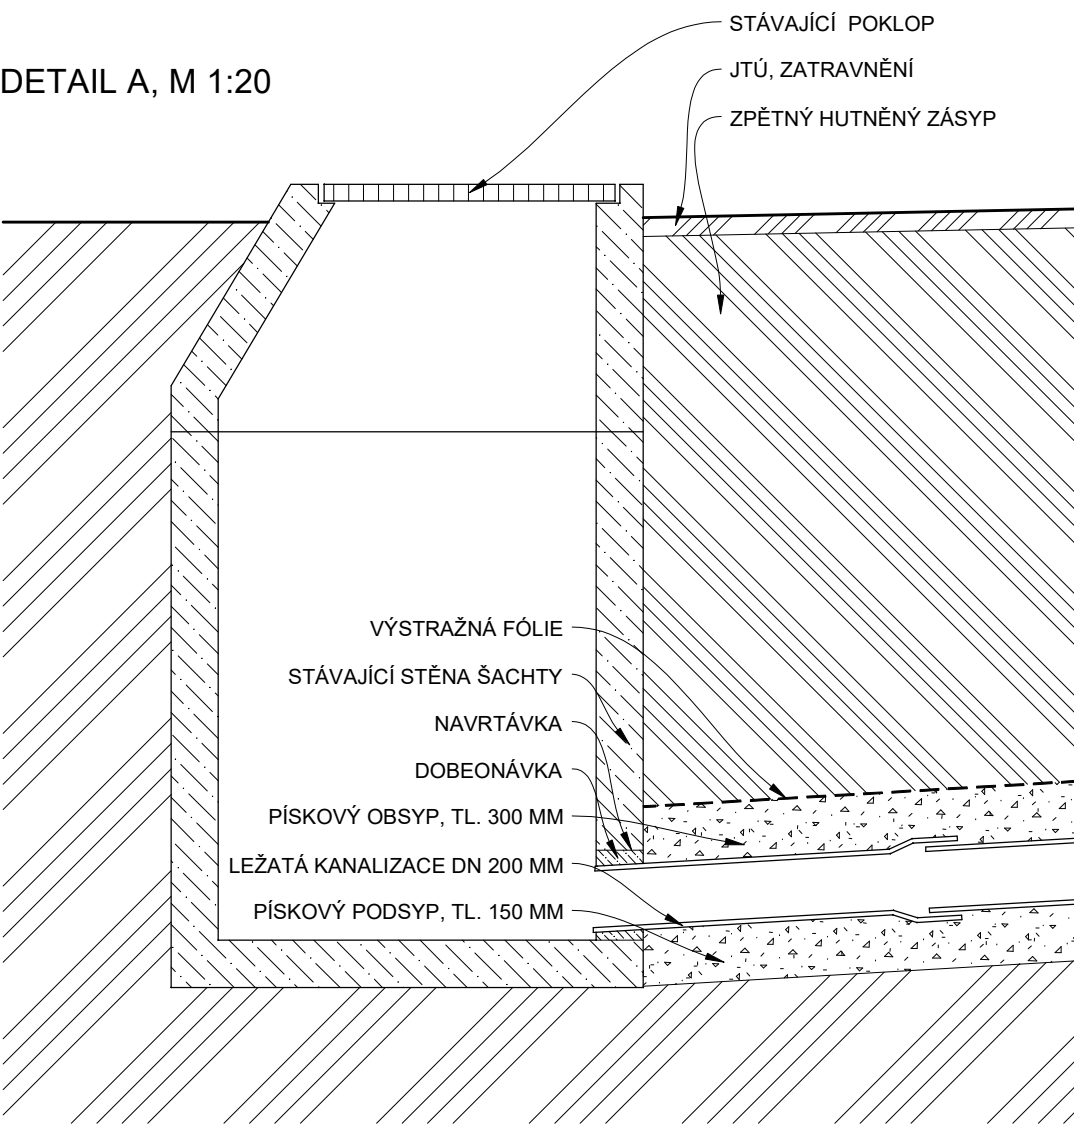 STÁVAJÍCÍ POKLOP
DETAIL A, M 1:20
JTÚ, ZATRAVNĚNÍ
ZPĚTNÝ HUTNĚNÝ ZÁSYP
VÝSTRAŽNÁ FÓLIE
STÁVAJÍCÍ STĚNA ŠACHTY
NAVRTÁVKA
DOBEONÁVKA
PÍSKOVÝ OBSYP, TL. 300 MM
LEŽATÁ KANALIZACE DN 200 MM
PÍSKOVÝ PODSYP, TL. 150 MM